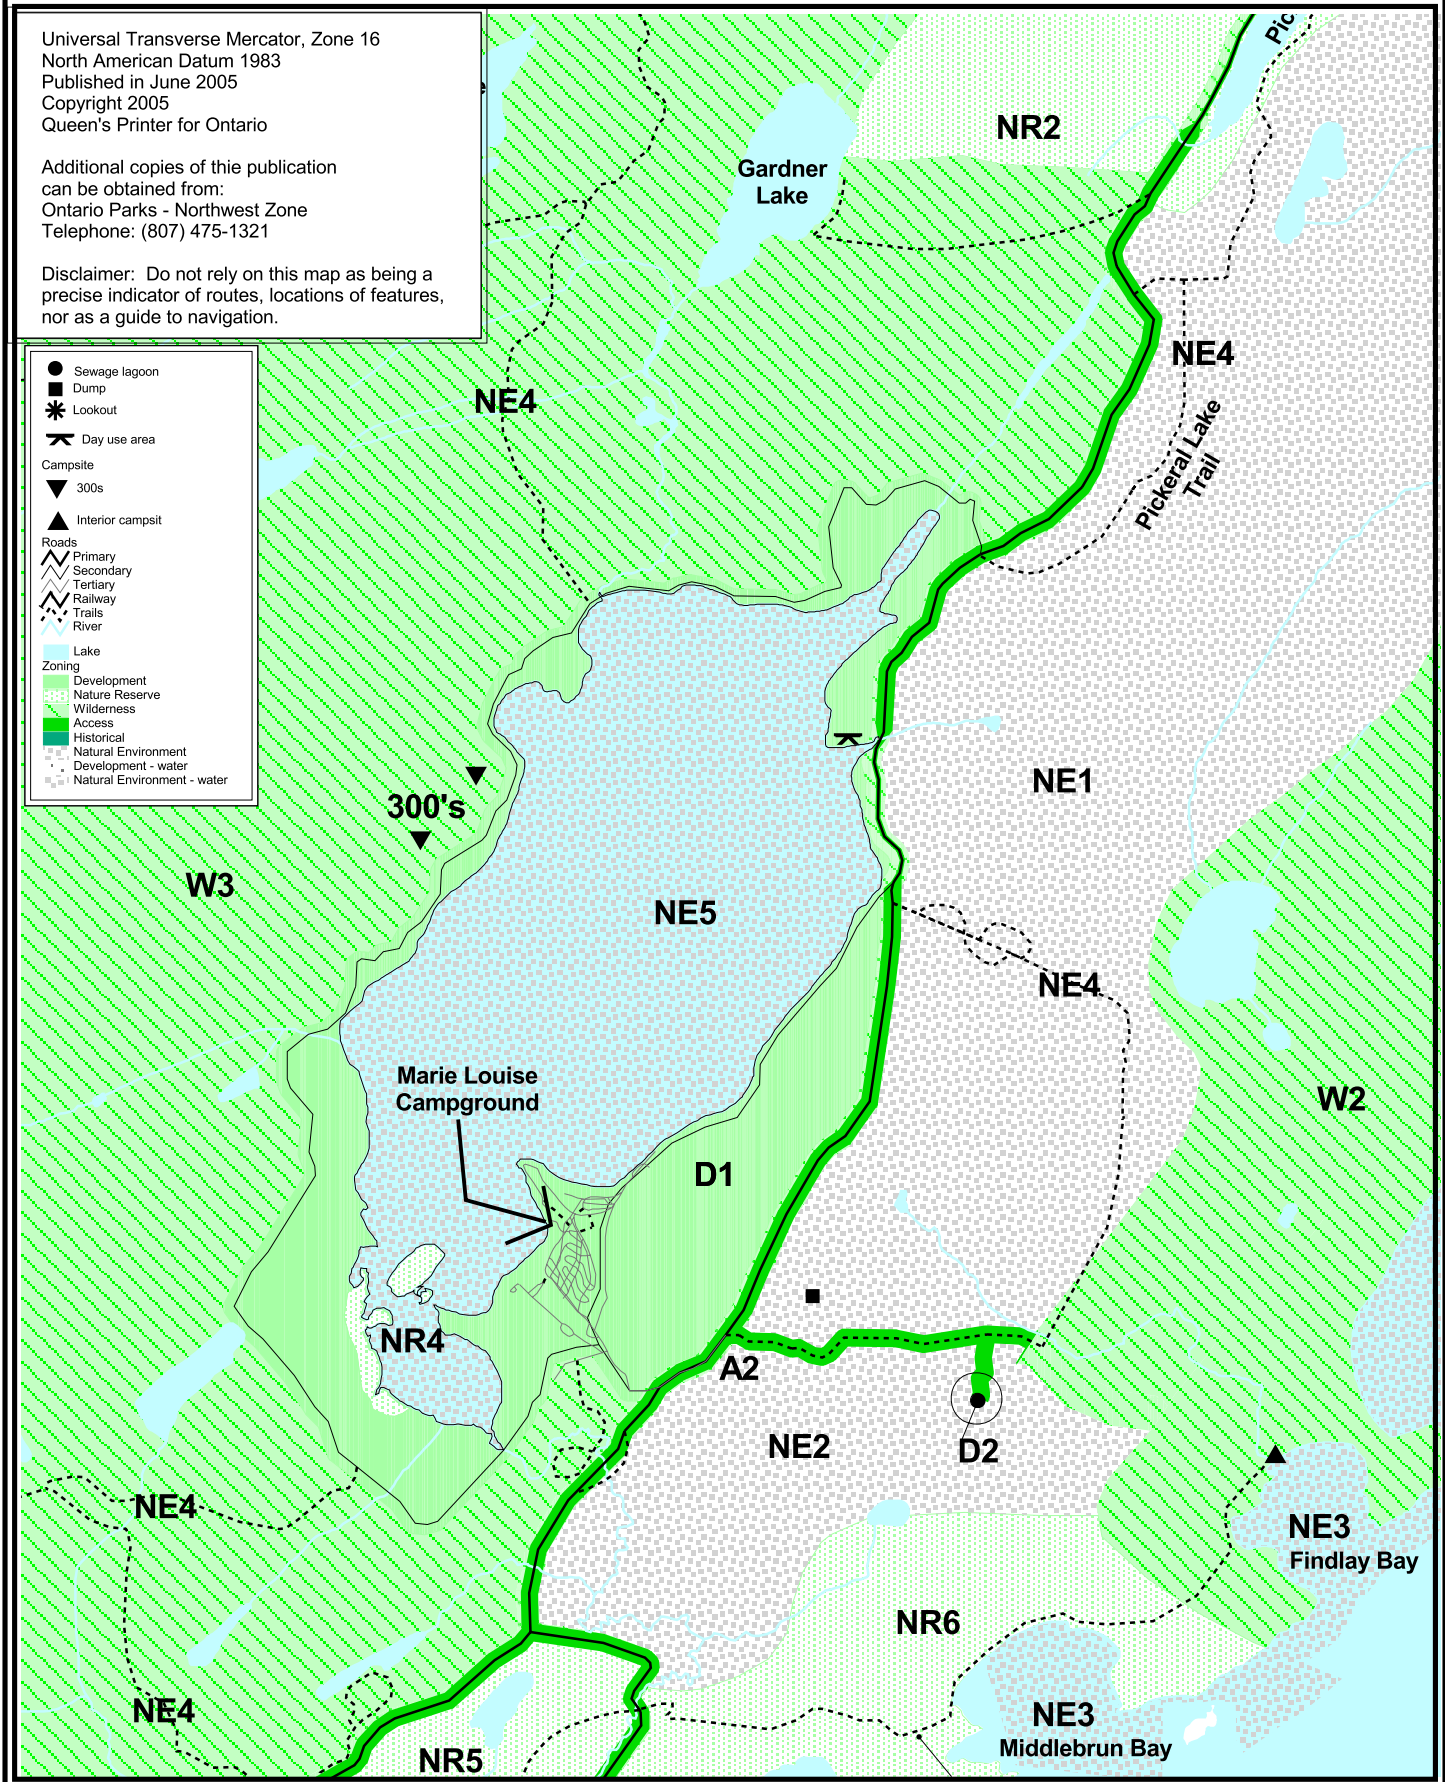 Universal Transverse Mercator, Zone 16
North American Datum 1983
Published in June 2005
Copyright 2005
Queen's Printer for Ontario
Additional copies of thie publication
can be obtained from:
Ontario Parks - Northwest Zone
Telephone: (807) 475-1321
Disclaimer: Do not rely on this map as being a
precise indicator of routes, locations of features,
nor as a guide to navigation.
Sewage lagoon
Dump
Lookout
Day use area
Campsite
300s
Interior campsit
Roads
Primary
Secondary
Tertiary
Railway
Trails
River
Lake
Zoning
Development
Nature Reserve
Wilderness
Access
Historical
Natural Environment
Development - water
Natural Environment - water
Pic
NR2
Gardner
Lake
NE4
NE4
Pickeral Lake
Trail
NE1
300's
W3
NE5
NE4
Marie Louise
Campground
W2
D1
NR4
A2
NE2
D2
NE4
NE3
Findlay Bay
NR6
NE4
NE3
Middlebrun Bay
NR5